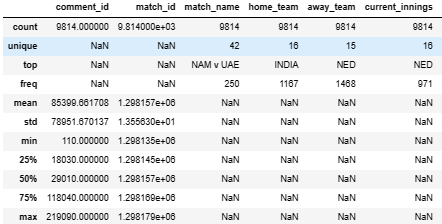 comment_id match_id match_name home_team away_team current_innings
count 9814.000000 9.814000e+03 9814 9814 9814 9814
unique NaN NaN 42 16 15 16
top NaN NaN NAM v UAE INDIA NED NED
freq NaN NaN 250 1167 1468 971
mean 85399.661708 1.298157e+06 NaN NaN NaN NaN
std 78951.670137 1.355630e+01 NaN NaN NaN NaN
min 110.000000 1.298135e+06 NaN NaN NaN NaN
25% 18030.000000 1.298145e+06 NaN NaN NaN NaN
50% 29010.000000 1.298157e+06 NaN NaN NaN NaN
75% 118040.000000 1.298169e+06 NaN NaN NaN NaN
max 219090.000000 1.298179e+06 NaN NaN NaN NaN